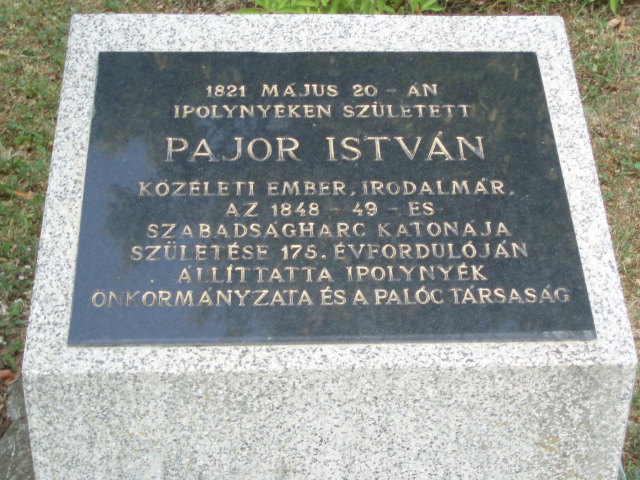 1821 MÁJUS 20 - ÁN
IPOLYNYÉKEN SZÜLETETT
PAJOR ISTVÁN
KÖZÉLETI EMBER, IRODALMÁR,
AZ 1848 - 49 - ES
SZABADSÁGHARC KATONÁJA
SZÜLETÉSE 175. ÉVFORDULÓJÁN
ÁLLÍTTATTA IPOLYNYÉK
ÖNKORMÁNYZATA ÉS A PALÓC TÁRSASÁG